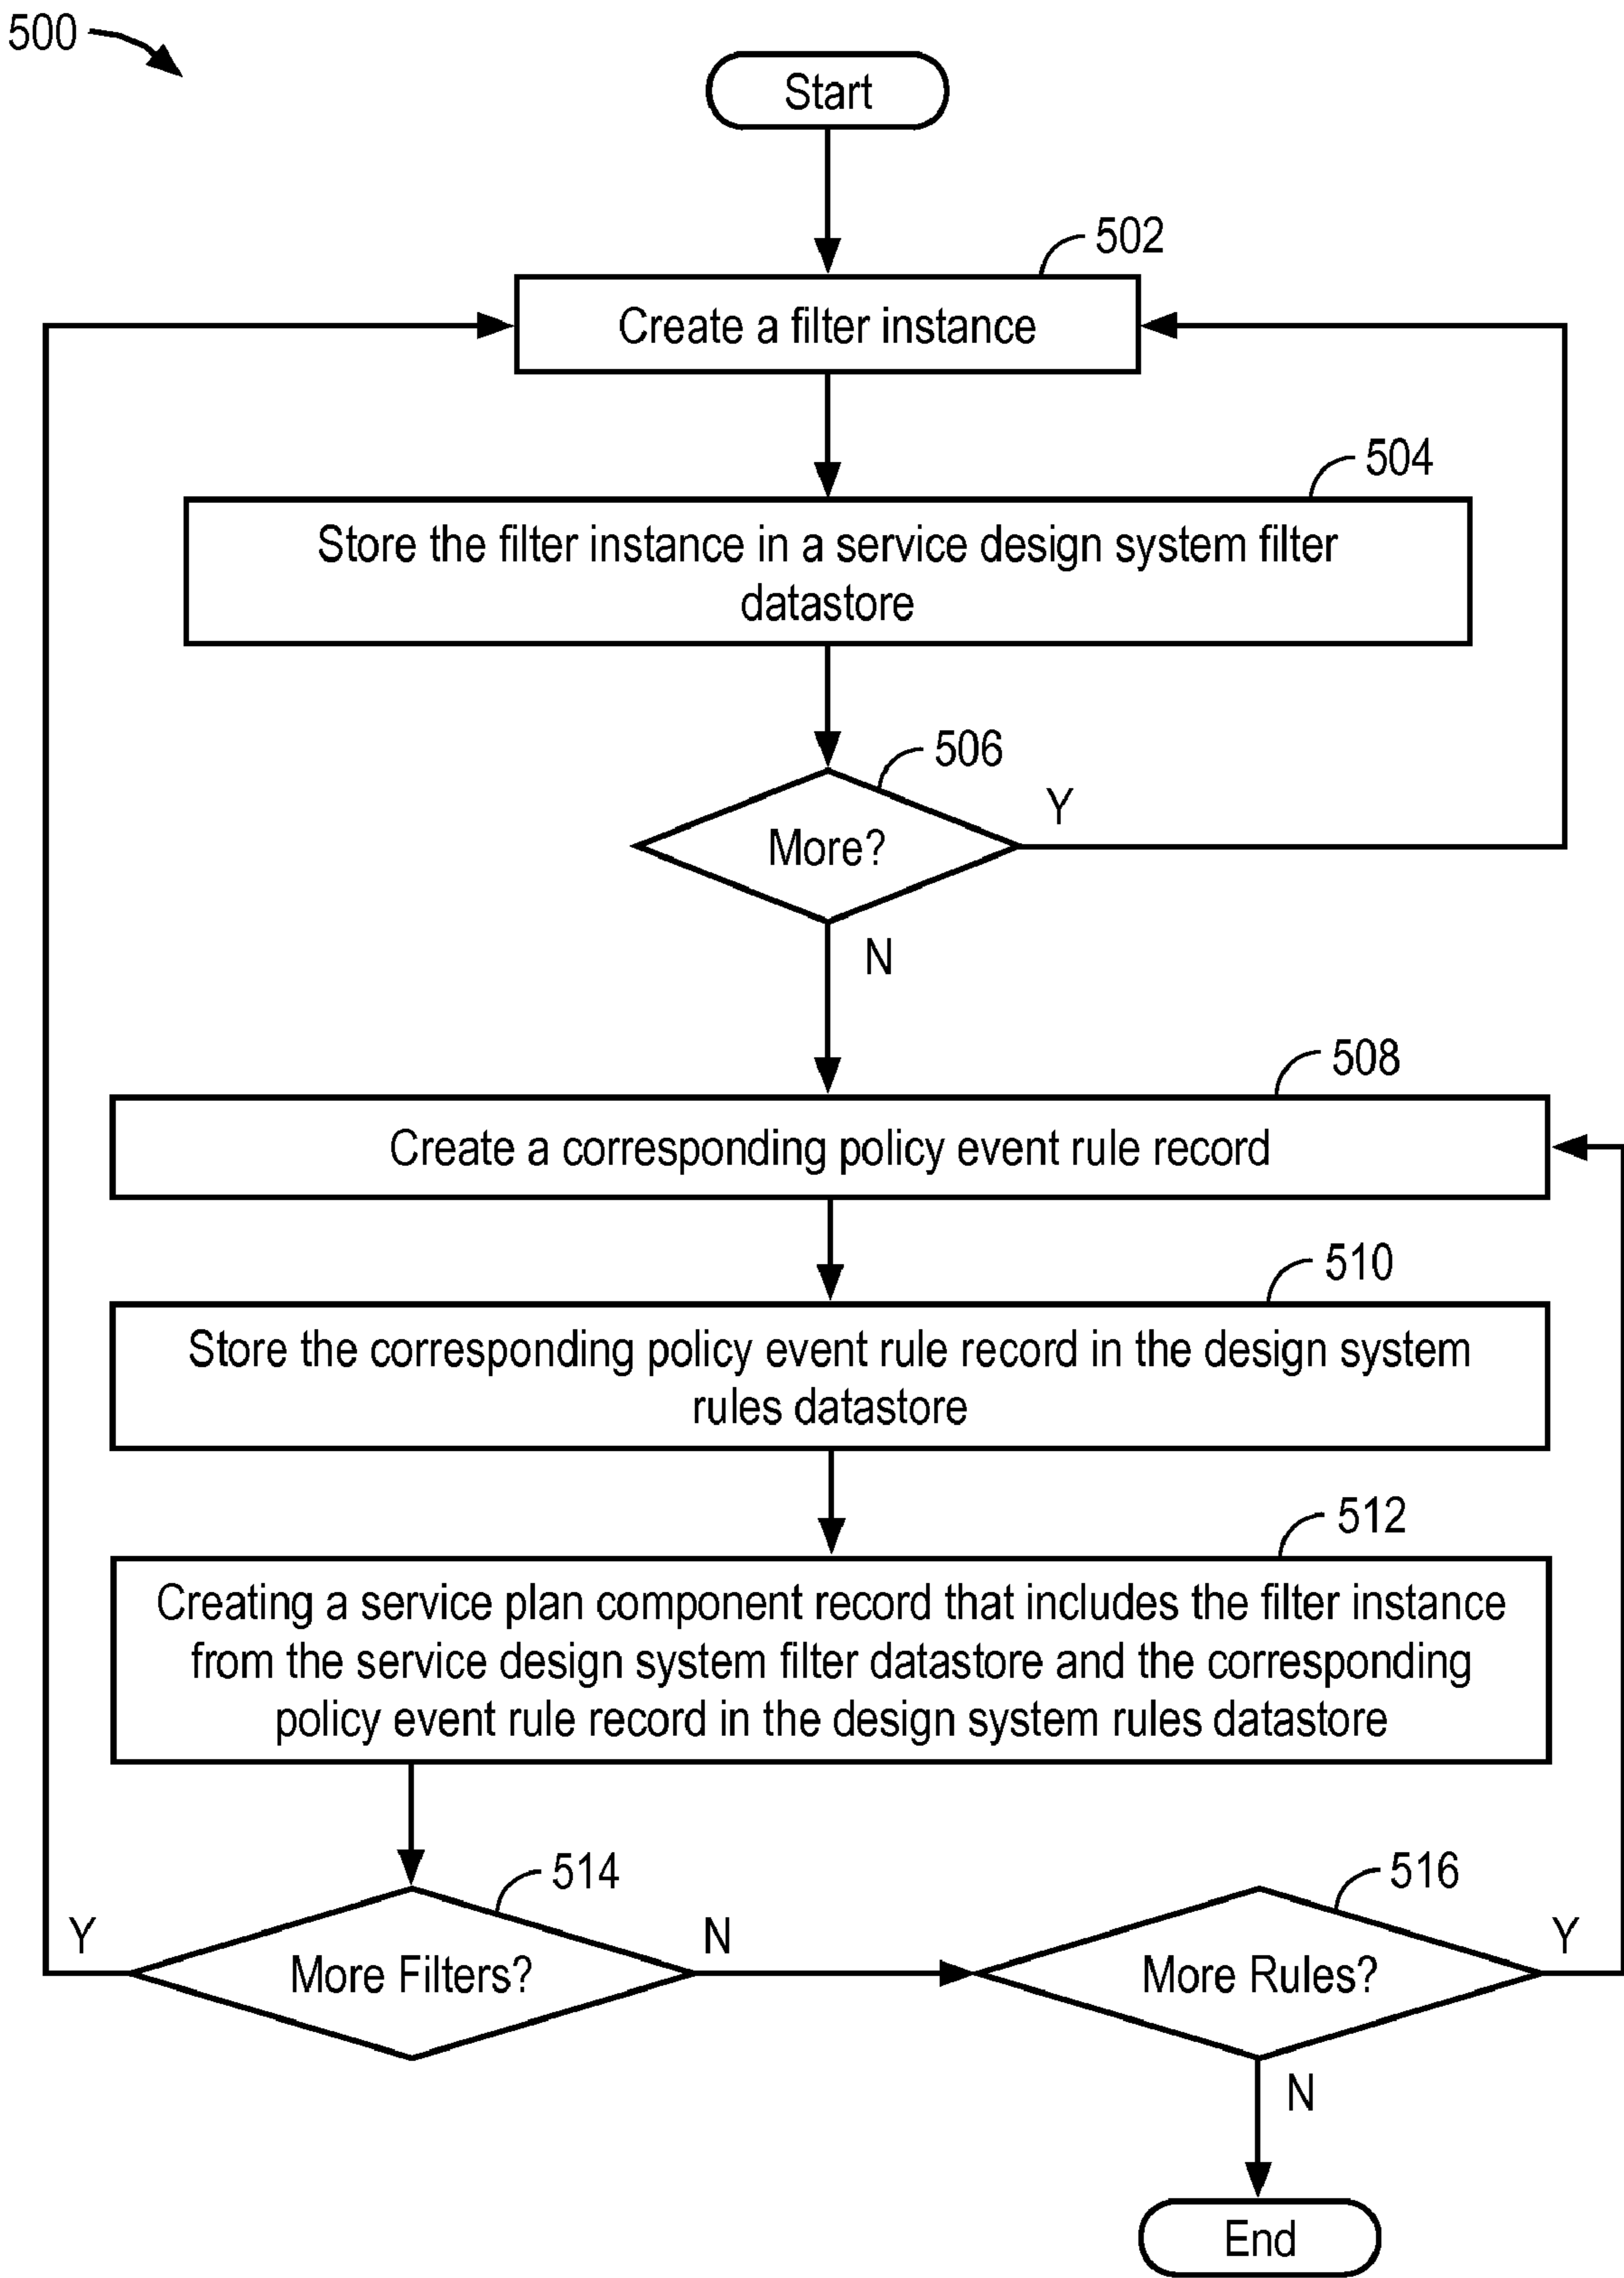 500
Start
502
Create a filter instance
504
Store the filter instance in a service design system filter
datastore
506
More?
Y
N
508
Create a corresponding policy event rule record
510
Store the corresponding policy event rule record in the design system
rules datastore
512
Creating a service plan component record that includes the filter instance
from the service design system filter datastore and the corresponding
policy event rule record in the design system rules datastore
514
Y
More Filters?
N
516
More Rules?
Y
N
End